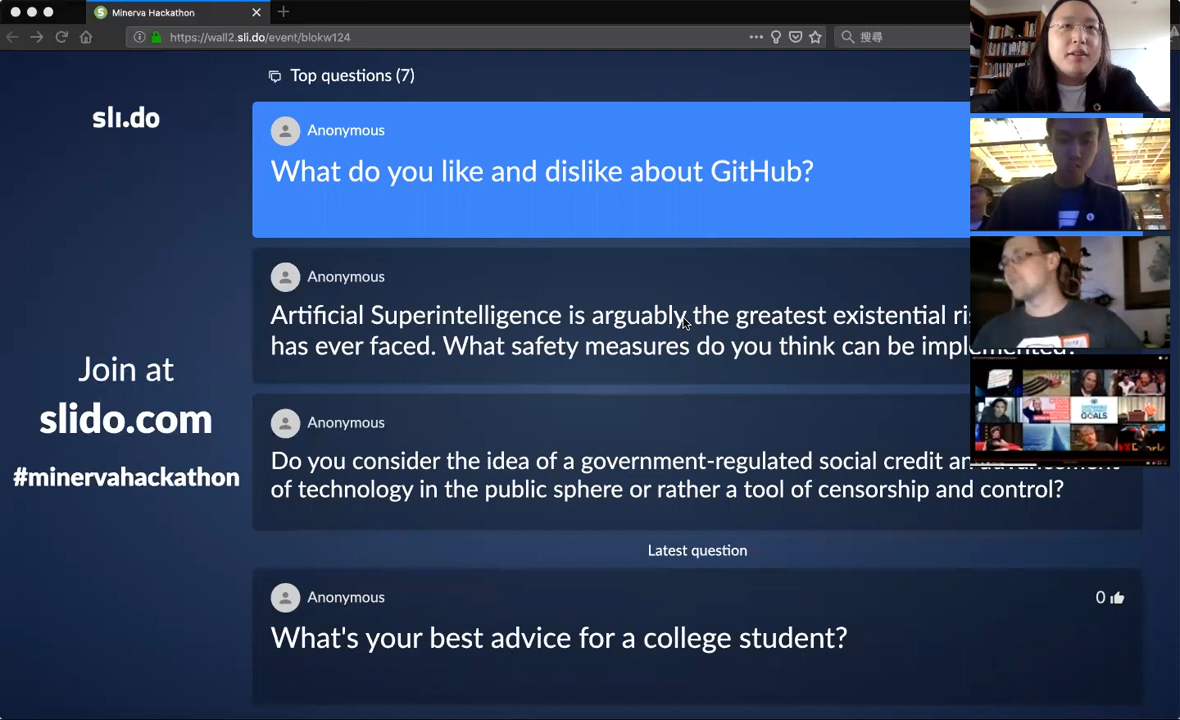 Minerva Hackathon
https://wall2.sli.do/event/blokw124
搜尋
Top questions (7)
sli.do
Anonymous
What do you like and dislike about GitHub?
Anonymous
Artificial Superintelligence is arguably the greatest existential
has ever faced. What safety measures do you think can be implemented?
Join at
slido.com
#minervahackathon
Anonymous
Do you consider the idea of a government-regulated social credit an
of technology in the public sphere or rather a tool of censorship and control?
Latest question
Anonymous
0
What's your best advice for a college student?
GOALS